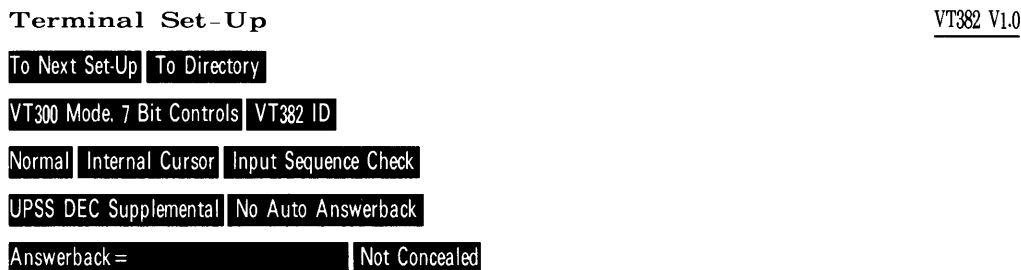 Terminal Set-Up VT382 V1.0
To Next Set-Up To Directory
VT300 Mode, 7 Bit Controls VT382 ID
Normal Internal Cursor Input Sequence Check
UPSS DEC Supplemental No Auto Answerback
Answerback = Not Concealed